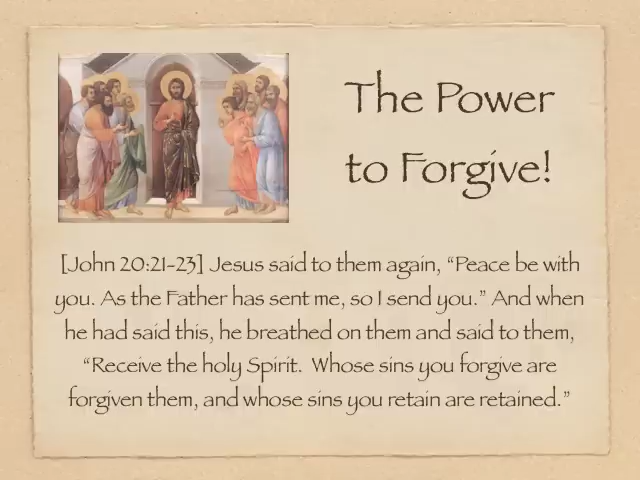 The Power
to Forgive!
[John 20:21-23] Jesus said to them again, “Peace be with
you. As the Father has sent me, so I send you.” And when
he had said this, he breathed on them and said to them,
“Receive the holy Spirit. Whose sins you forgive are
forgiven them, and whose sins you retain are retained.”